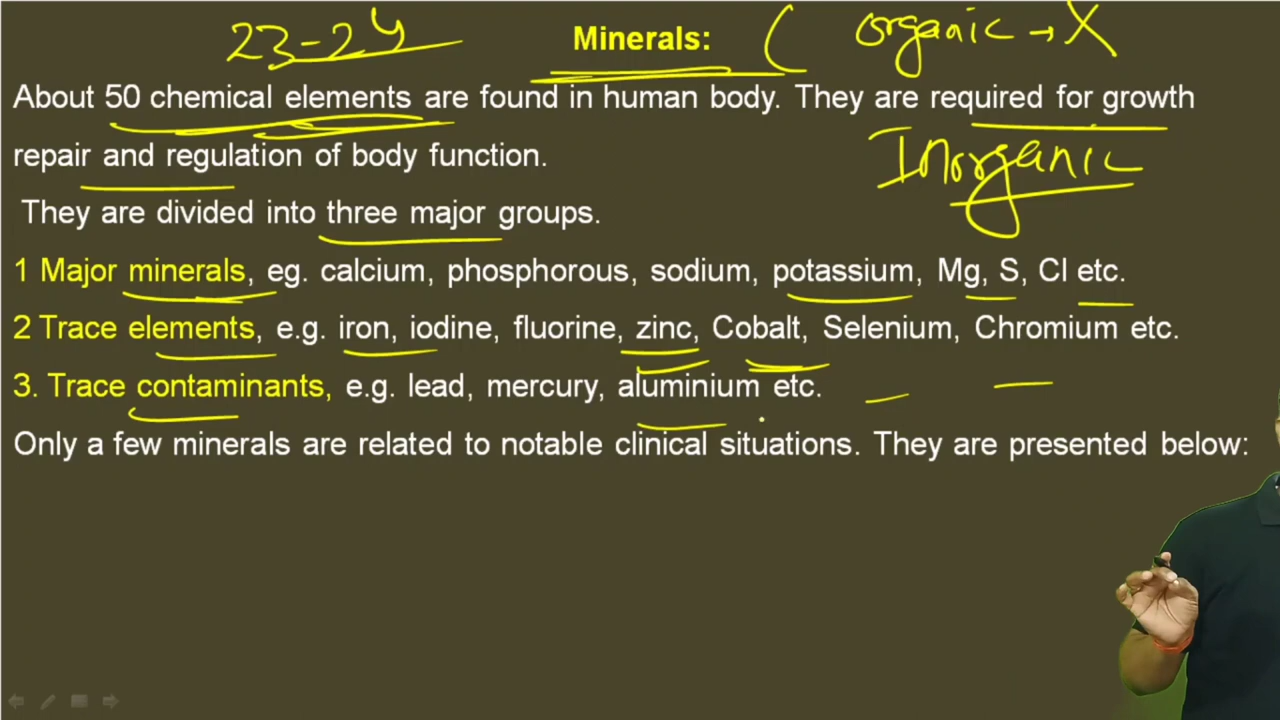 23-24 Minerals: ( organic → X
About 50 chemical elements are found in human body. They are required for growth
Inorganic
repair and regulation of body function.
They are divided into three major groups.
1 Major minerals, eg. calcium, phosphorous, sodium, potassium, Mg, S, Cl etc.
2 Trace elements, e.g. iron, iodine, fluorine, zinc, Cobalt, Selenium, Chromium etc.
3. Trace contaminants, e.g. lead, mercury, aluminium etc.
Only a few minerals are related to notable clinical situations. They are presented below: